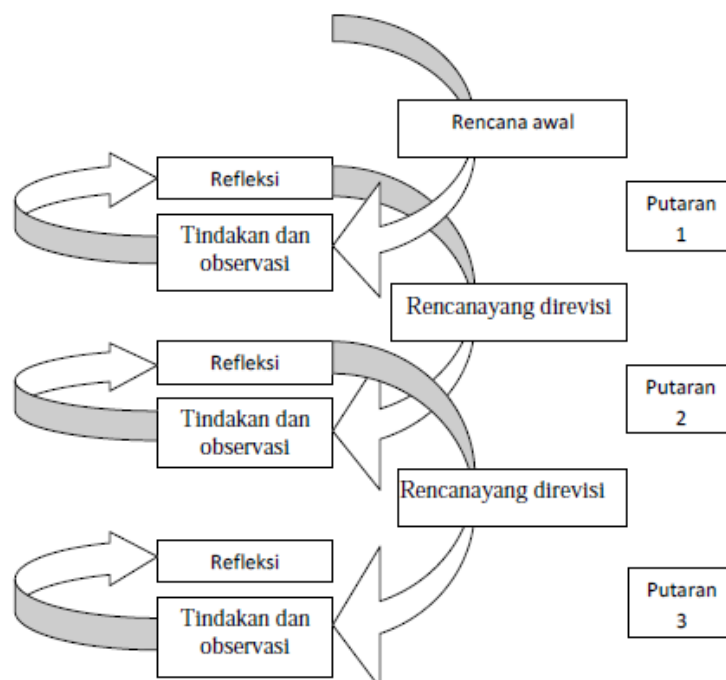 Rencana awal
Refleksi
Putaran
1
Tindakan dan
observasi
Rencanayang direvisi
Refleksi
Putaran
2
Tindakan dan
observasi
Rencanayang direvisi
Refleksi
Putaran
3
Tindakan dan
observasi